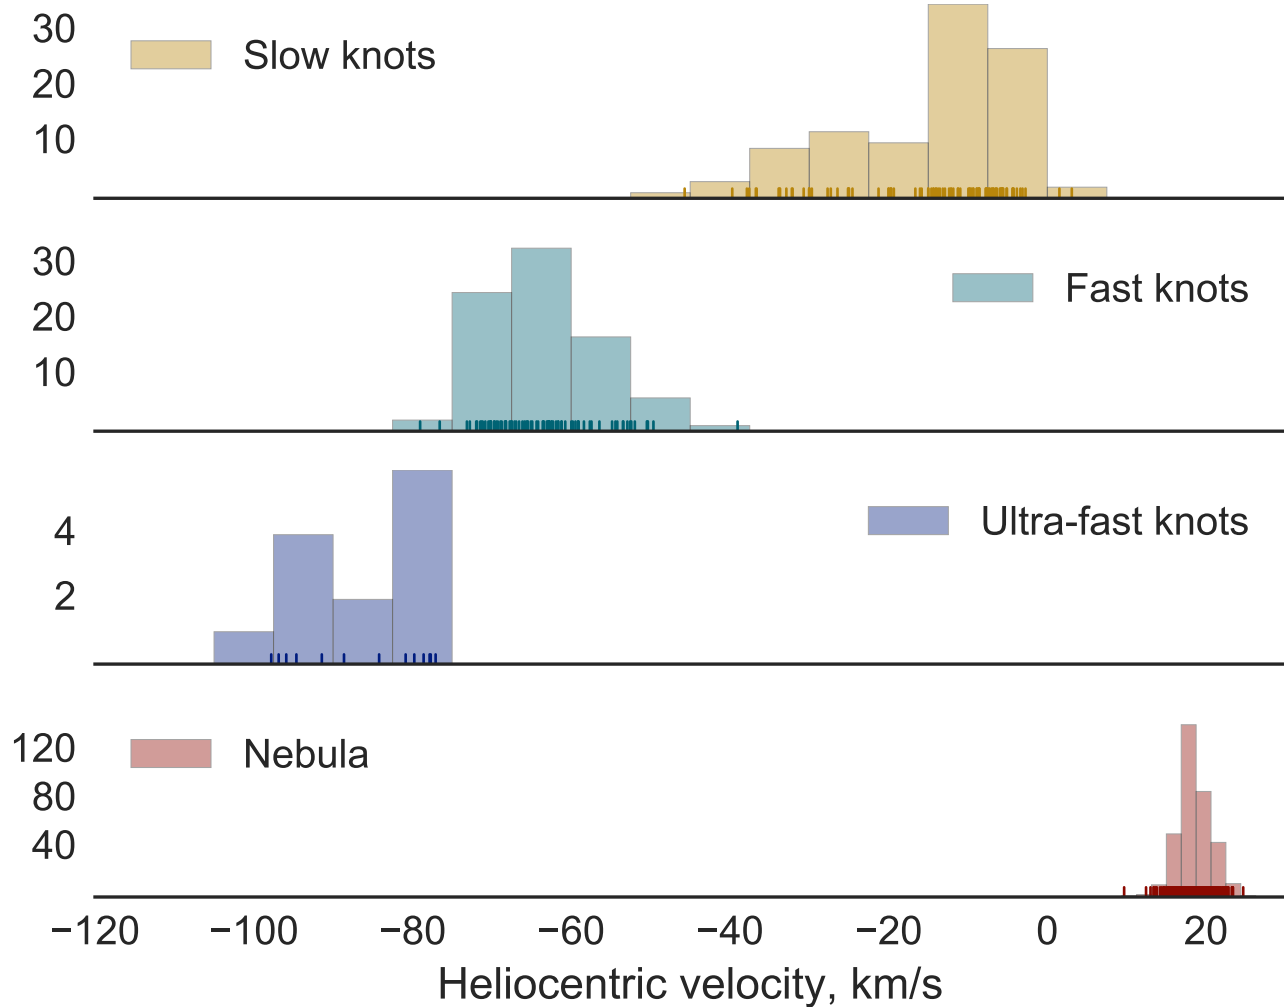 30
Slow knots
20
10
30
Fast knots
20
10
4
Ultra-fast knots
2
120
Nebula
80
40
−120 −100 −80 −60 −40 −20 0 20
Heliocentric velocity, km/s